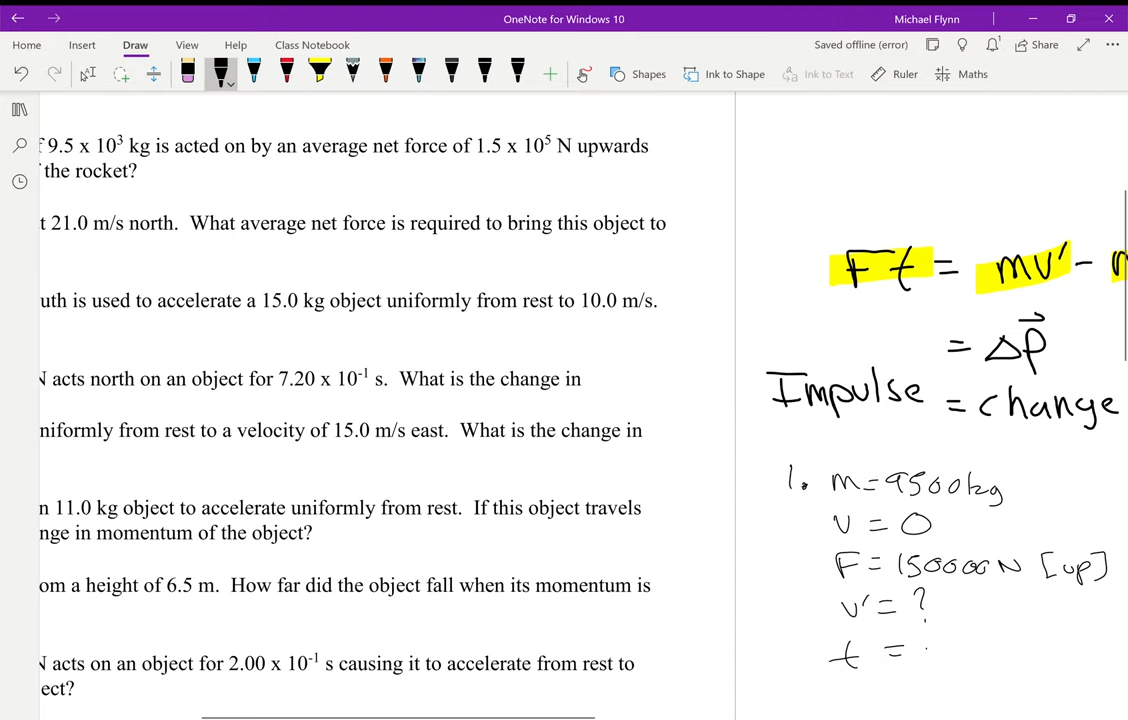 OneNote for Windows 10
Michael Flynn
Home Insert Draw View Help Class Notebook
Saved offline (error)
1
Share
Shapes
Ink to Shape
Ink to Text
Ruler
Maths
9.5 x 10³ kg is acted on by an average net force of 1.5 x 10⁵ N upwards
the rocket?
t 21.0 m/s north. What average net force is required to bring this object to
uth is used to accelerate a 15.0 kg object uniformly from rest to 10.0 m/s.
N acts north on an object for 7.20 x 10⁻¹ s. What is the change in
niformly from rest to a velocity of 15.0 m/s east. What is the change in
n 11.0 kg object to accelerate uniformly from rest. If this object travels
nge in momentum of the object?
om a height of 6.5 m. How far did the object fall when its momentum is
N acts on an object for 2.00 x 10⁻¹ s causing it to accelerate from rest to
ect?
Ft = mv' -
= Δp⃗
Impulse = change
1. m=9500kg
v = 0
F = 150000N [up]
v' = ?
t =